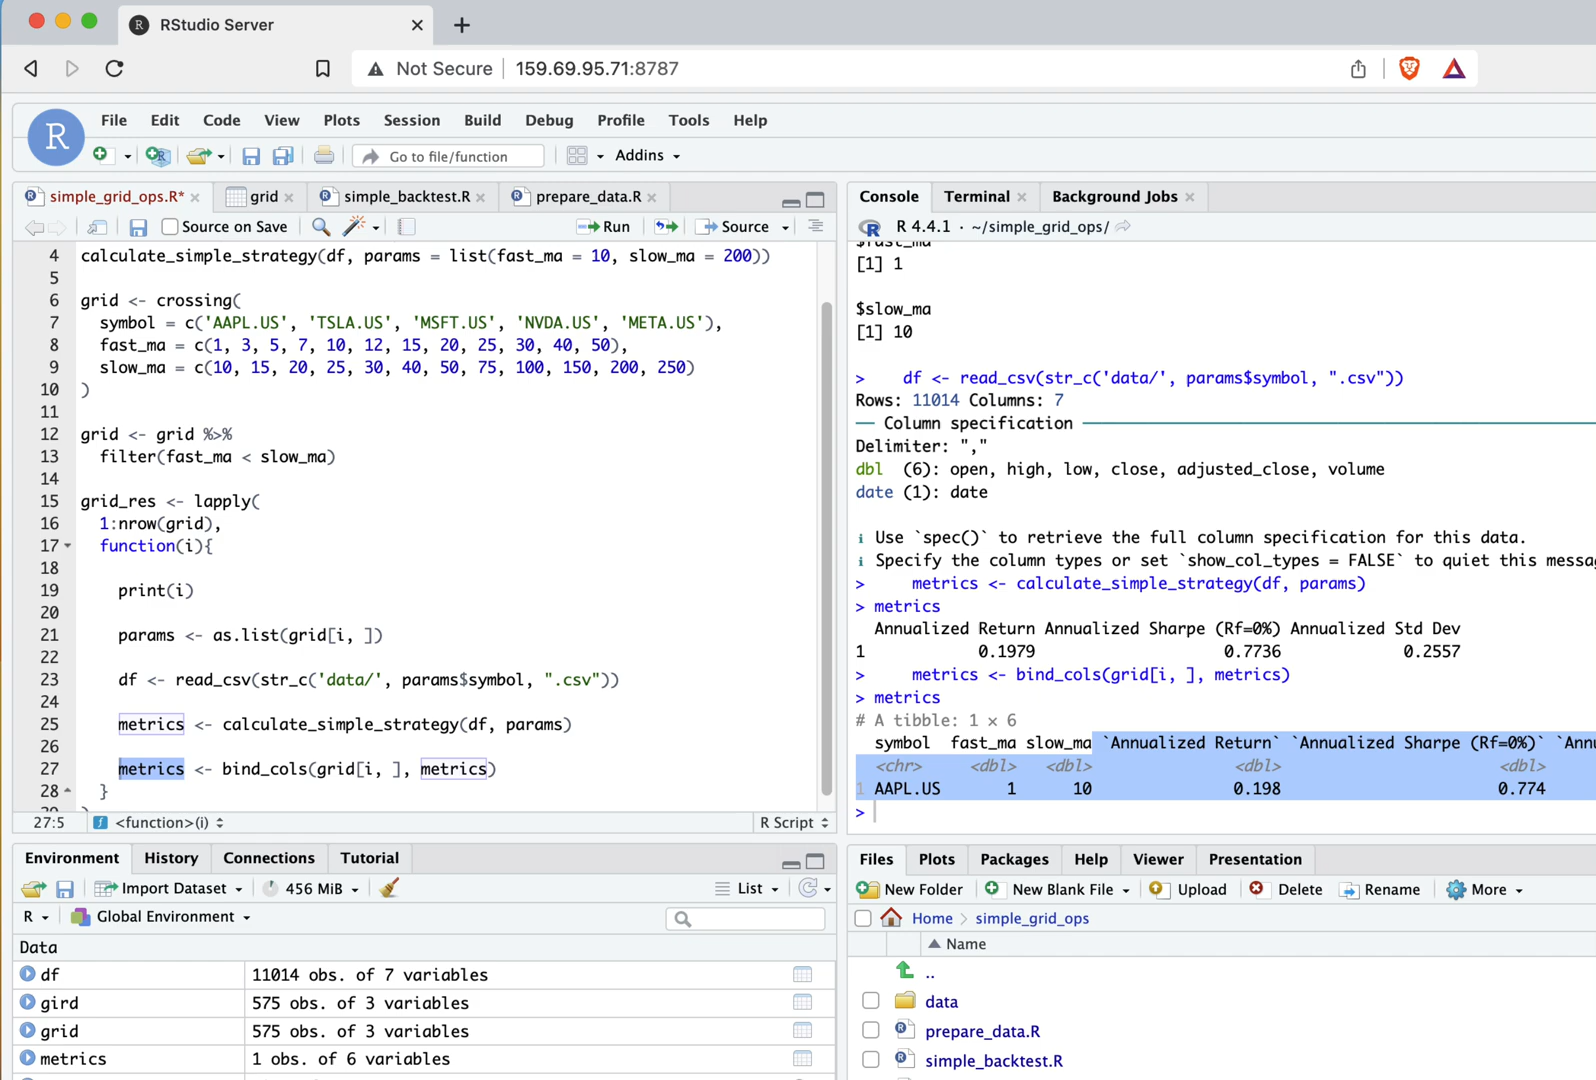 RStudio Server
Not Secure 159.69.95.71:8787
File Edit Code View Plots Session Build Debug Profile Tools Help
Go to file/function Addins
simple_grid_ops.R* grid simple_backtest.R prepare_data.R
Source on Save Run Source
4 calculate_simple_strategy(df, params = list(fast_ma = 10, slow_ma = 200))
5
6 grid <- crossing(
7 symbol = c('AAPL.US', 'TSLA.US', 'MSFT.US', 'NVDA.US', 'META.US'),
8 fast_ma = c(1, 3, 5, 7, 10, 12, 15, 20, 25, 30, 40, 50),
9 slow_ma = c(10, 15, 20, 25, 30, 40, 50, 75, 100, 150, 200, 250)
10 )
11
12 grid <- grid %>%
13 filter(fast_ma < slow_ma)
14
15 grid_res <- lapply(
16 1:nrow(grid),
17 function(i){
18
19 print(i)
20
21 params <- as.list(grid[i, ])
22
23 df <- read_csv(str_c('data/', params$symbol, ".csv"))
24
25 metrics <- calculate_simple_strategy(df, params)
26
27 metrics <- bind_cols(grid[i, ], metrics)
28 }
27:5 <function>(i) R Script
Console Terminal Background Jobs
R 4.4.1 · ~/simple_grid_ops/
$fast_ma
[1] 1
$slow_ma
[1] 10
> df <- read_csv(str_c('data/', params$symbol, ".csv"))
Rows: 11014 Columns: 7
── Column specification ──
Delimiter: ","
dbl (6): open, high, low, close, adjusted_close, volume
date (1): date
ℹ Use `spec()` to retrieve the full column specification for this data.
ℹ Specify the column types or set `show_col_types = FALSE` to quiet this messag
> metrics <- calculate_simple_strategy(df, params)
> metrics
Annualized Return Annualized Sharpe (Rf=0%) Annualized Std Dev
1 0.1979 0.7736 0.2557
> metrics <- bind_cols(grid[i, ], metrics)
> metrics
# A tibble: 1 × 6
symbol fast_ma slow_ma `Annualized Return` `Annualized Sharpe (Rf=0%)` `Ann
<chr> <dbl> <dbl> <dbl> <dbl>
1 AAPL.US 1 10 0.198 0.774
>
Environment History Connections Tutorial
Import Dataset 456 MiB List
R Global Environment
Data
df 11014 obs. of 7 variables
gird 575 obs. of 3 variables
grid 575 obs. of 3 variables
metrics 1 obs. of 6 variables
Files Plots Packages Help Viewer Presentation
New Folder New Blank File Upload Delete Rename More
Home simple_grid_ops
Name
..
data
prepare_data.R
simple_backtest.R